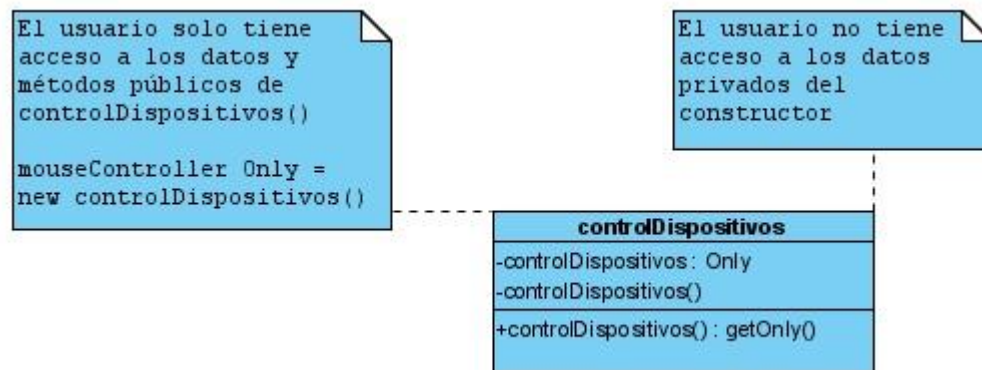 El usuario solo tiene
acceso a los datos y
métodos públicos de
controlDispositivos()
mouseController Only =
new controlDispositivos()
El usuario no tiene
acceso a los datos
privados del
constructor
controlDispositivos
-controlDispositivos : Only
-controlDispositivos()
+controlDispositivos() : getOnly()